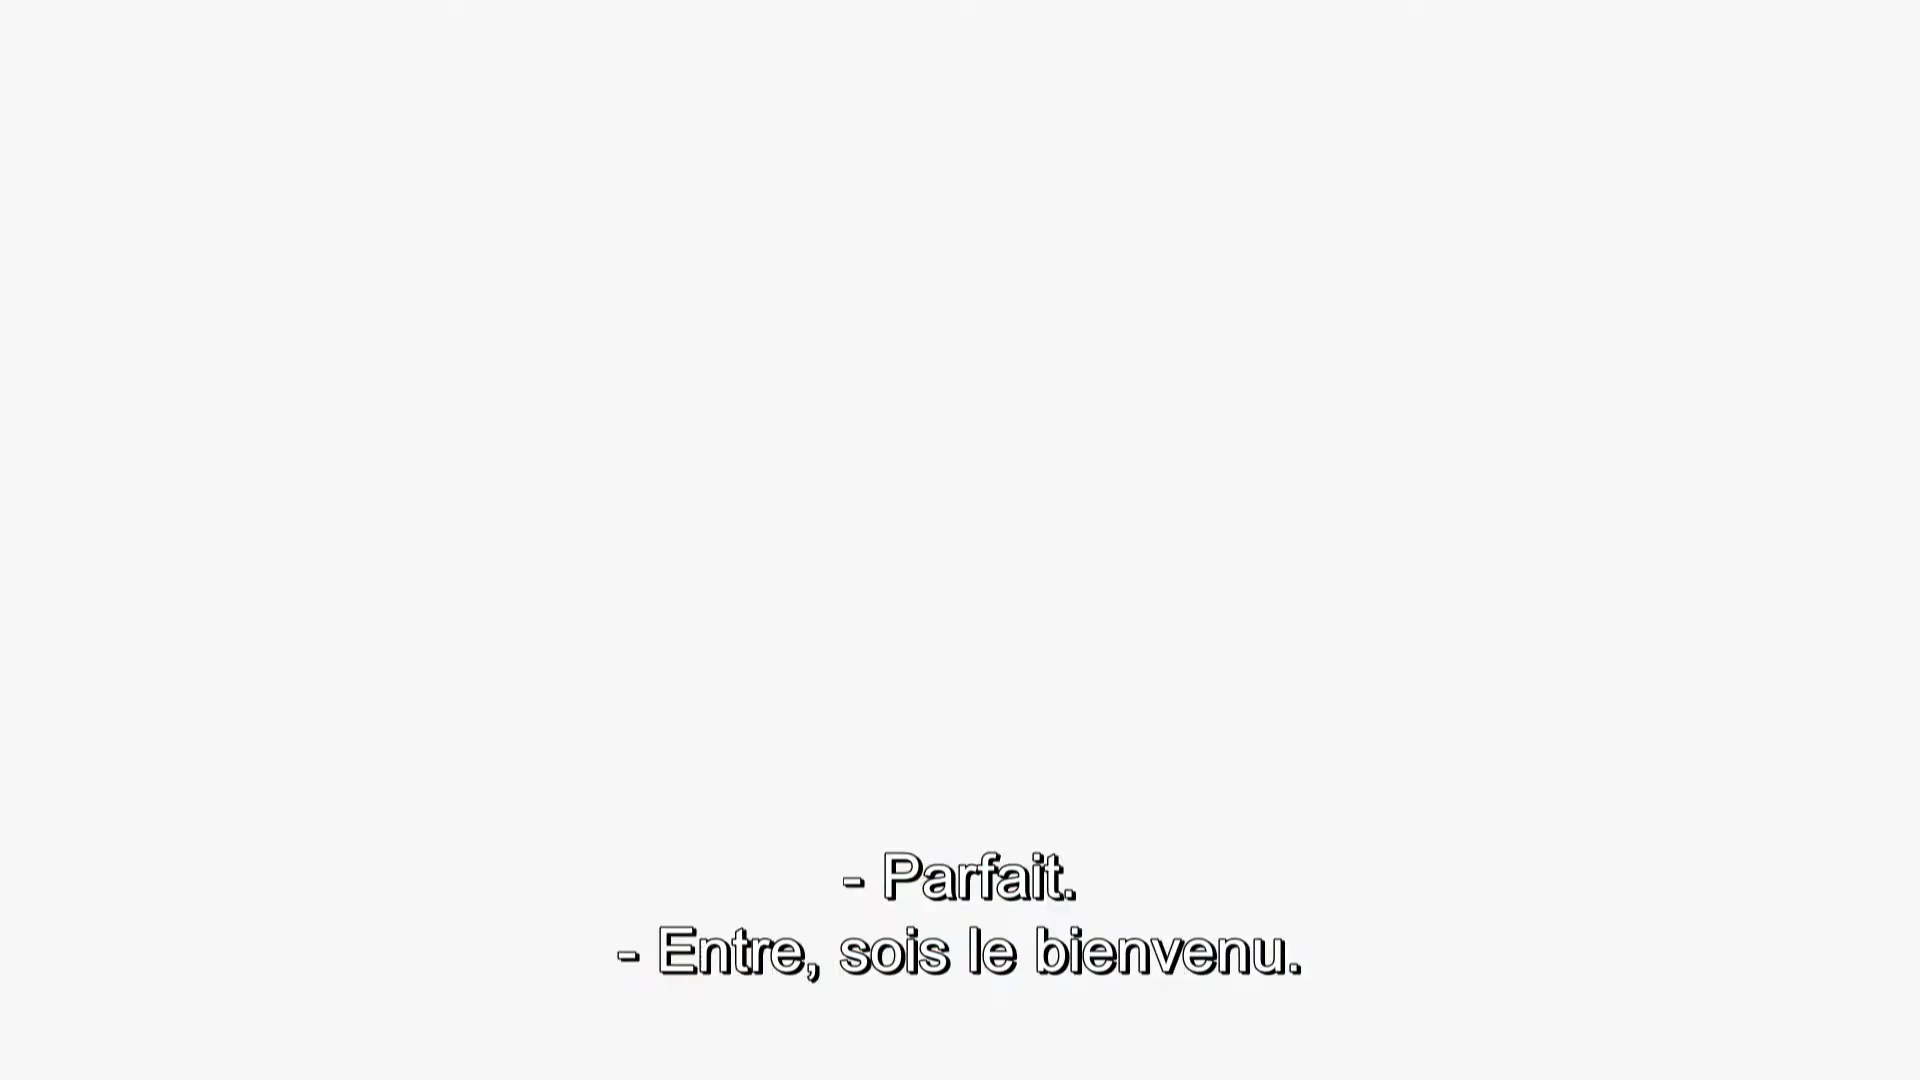 - Parfait.
- Entre, sois le bienvenu.